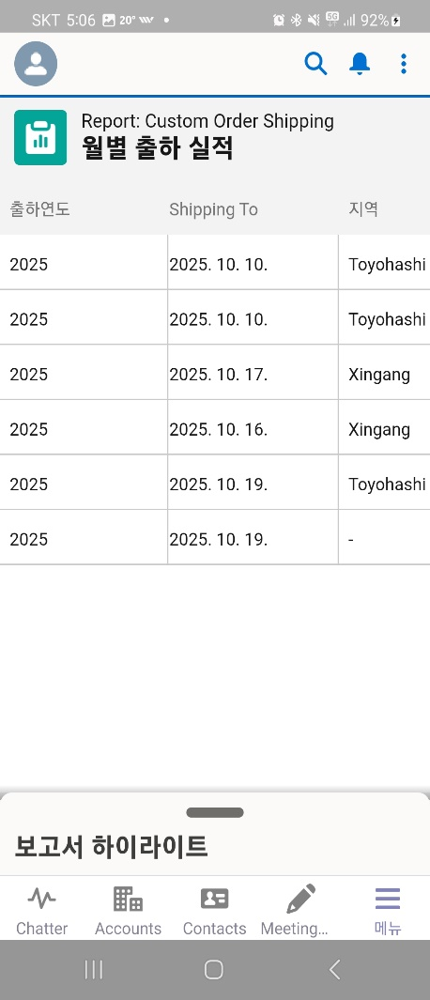 SKT 5:06 20° 5G 92%
Report: Custom Order Shipping
월별 출하 실적
출하연도 Shipping To 지역
2025 2025. 10. 10. Toyohashi
2025 2025. 10. 10. Toyohashi
2025 2025. 10. 17. Xingang
2025 2025. 10. 16. Xingang
2025 2025. 10. 19. Toyohashi
2025 2025. 10. 19. -
보고서 하이라이트
Chatter Accounts Contacts Meeting... 메뉴